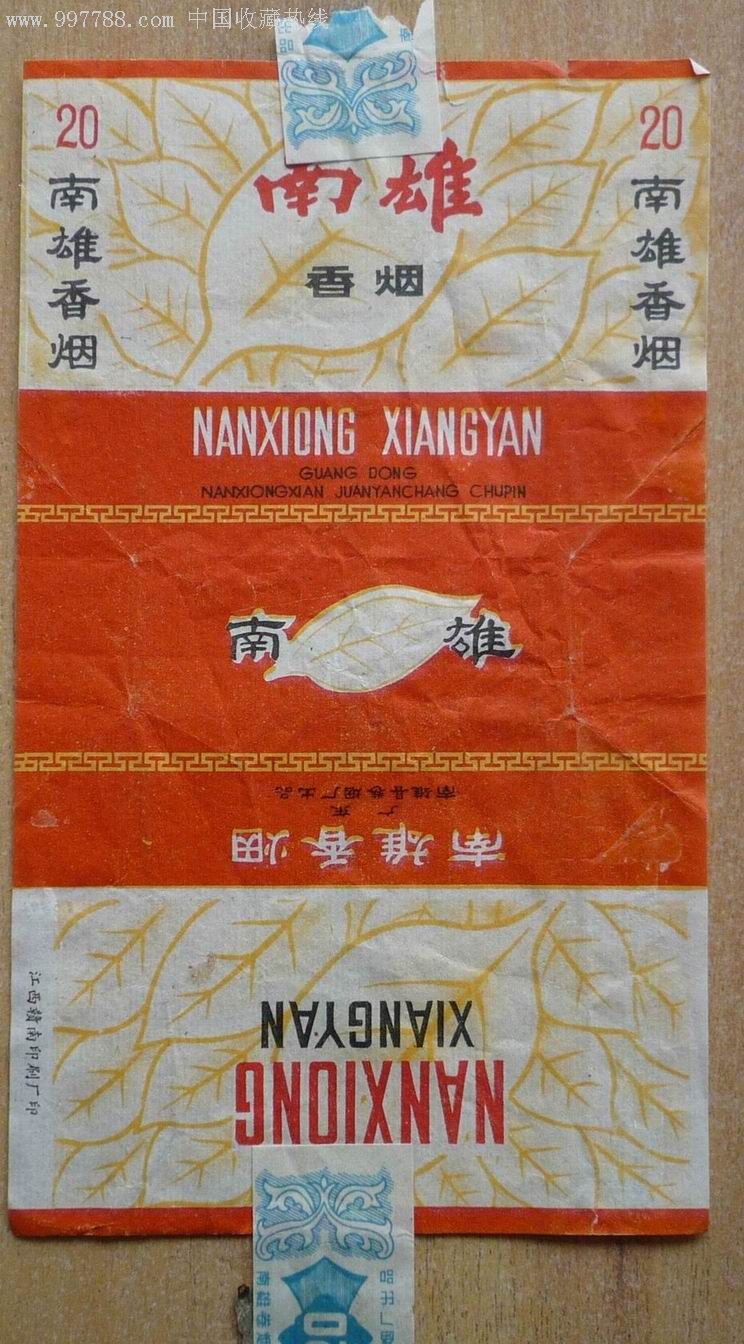 www.997788.com 中国收藏热线
20
南雄香烟
南雄
香烟
20
南雄香烟
NANXIONG XIANGYAN
GUANG DONG
NANXIONGXIAN JUANYANCHANG CHUPIN
南 雄
南雄香烟
广东
南雄县卷烟厂出品
NANXIONG
XIANGYAN
江西赣南印刷厂印